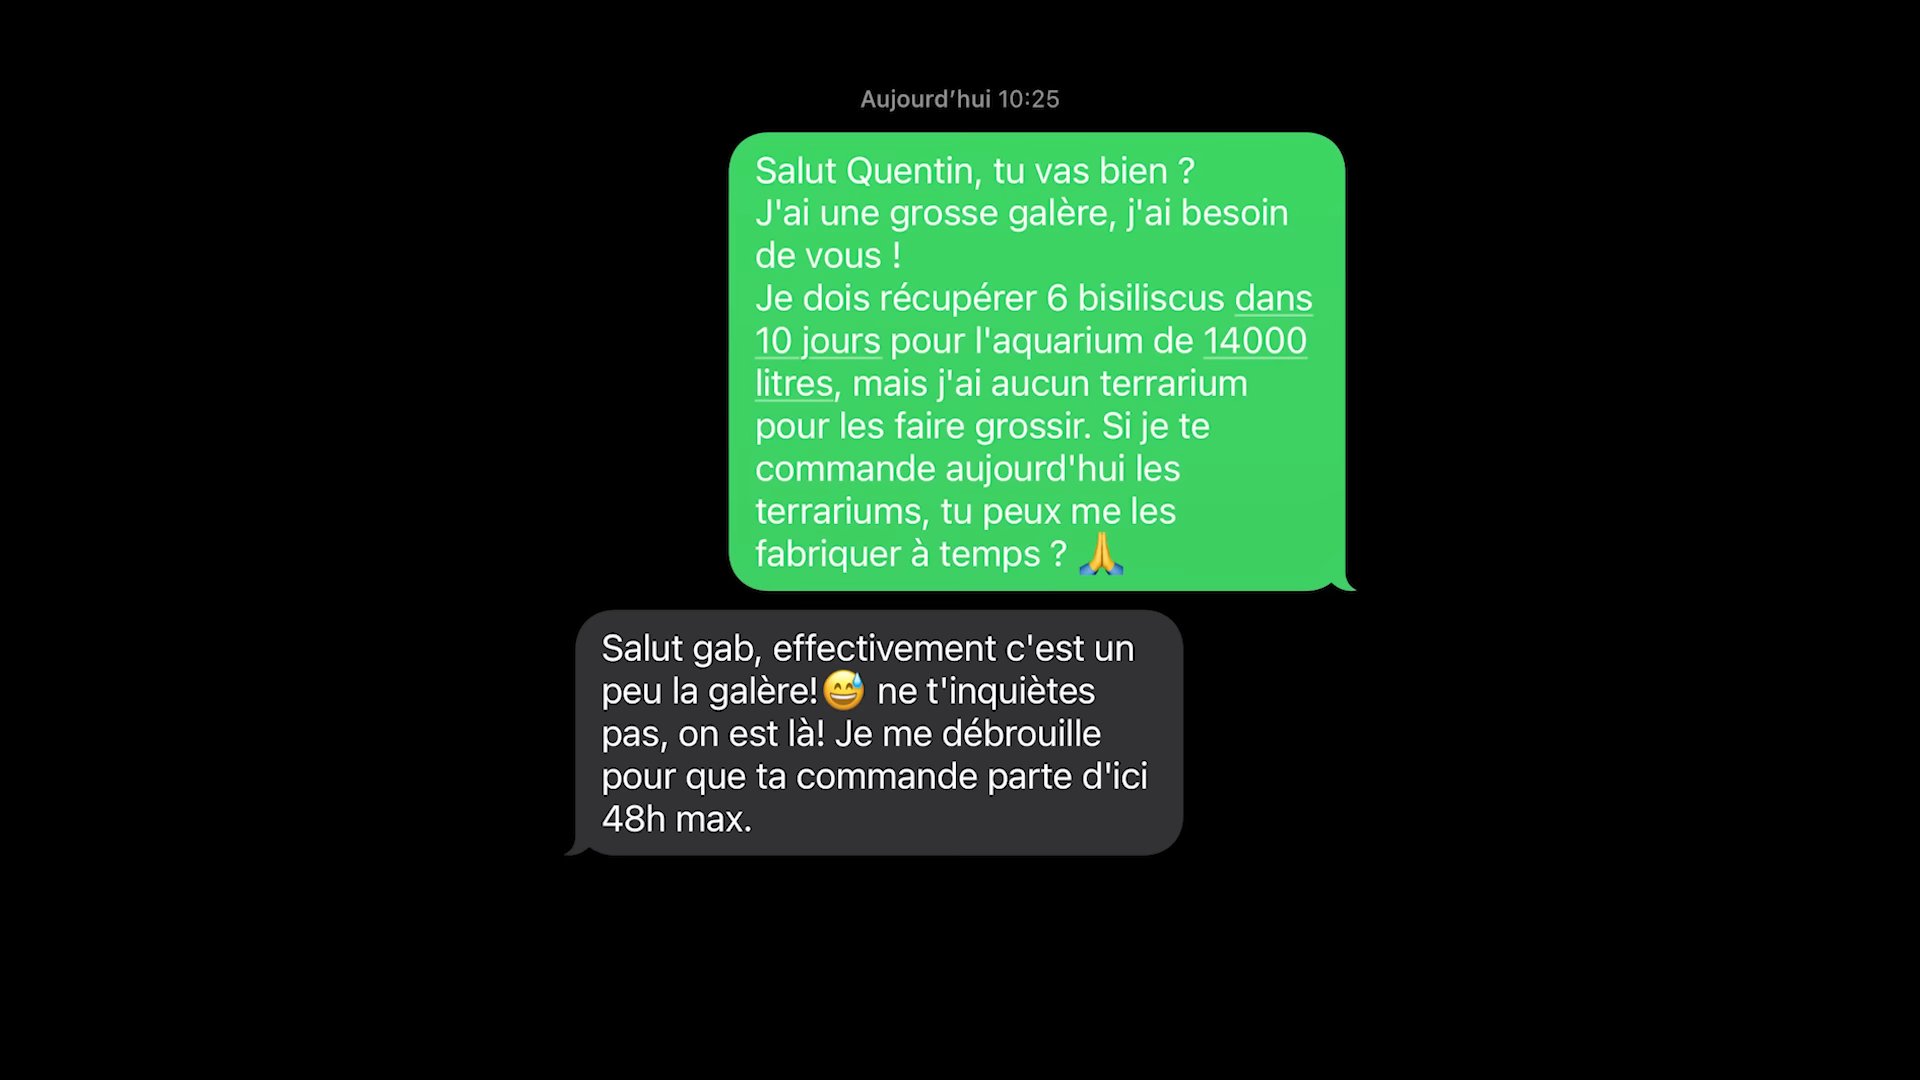 Aujourd’hui 10:25
Salut Quentin, tu vas bien ?
J'ai une grosse galère, j'ai besoin
de vous !
Je dois récupérer 6 bisiliscus dans
10 jours pour l'aquarium de 14000
litres, mais j'ai aucun terrarium
pour les faire grossir. Si je te
commande aujourd'hui les
terrariums, tu peux me les
fabriquer à temps ? 🙏
Salut gab, effectivement c'est un
peu la galère!😅 ne t'inquiètes
pas, on est là! Je me débrouille
pour que ta commande parte d'ici
48h max.